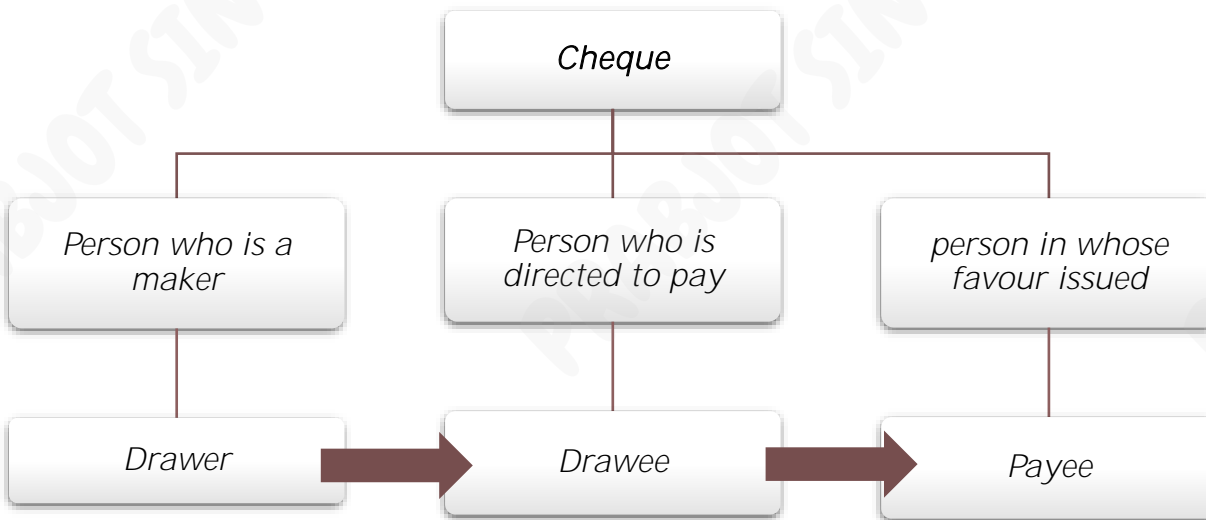 Cheque
Person who is a
maker
Person who is
directed to pay
person in whose
favour issued
Drawer
Drawee
Payee